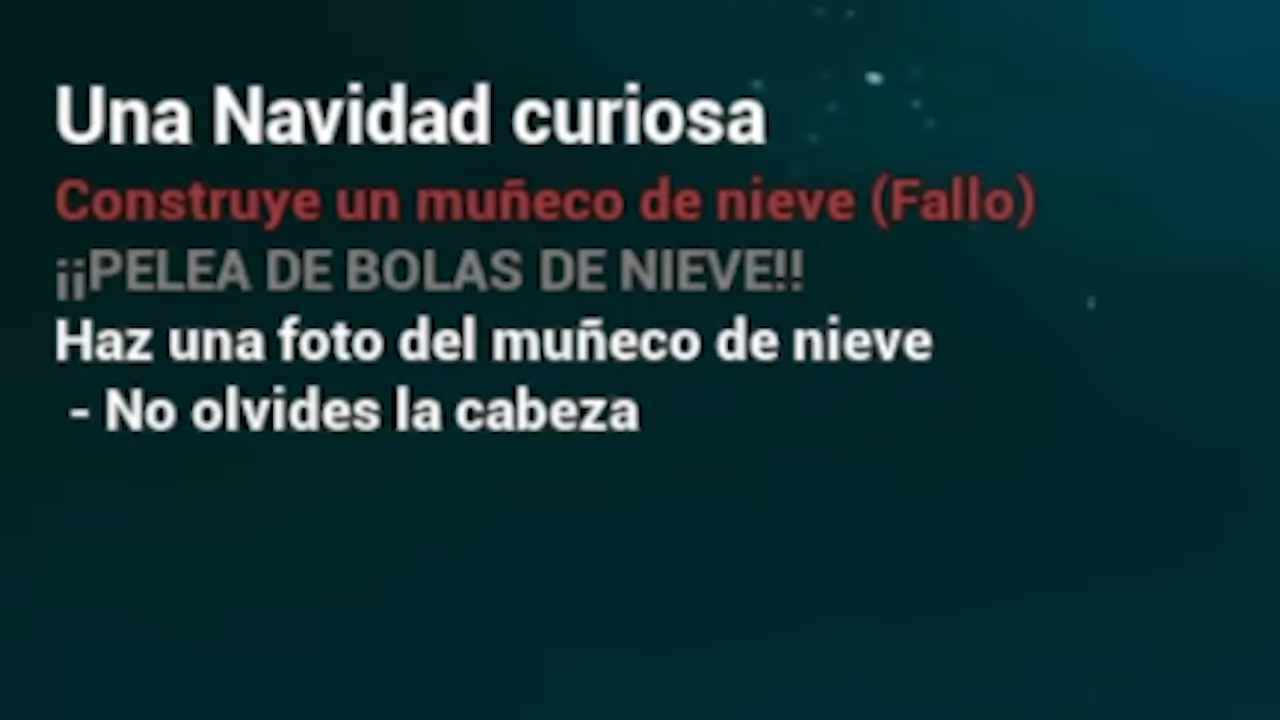 Una Navidad curiosa
Construye un muñeco de nieve (Fallo)
¡¡PELEA DE BOLAS DE NIEVE!!
Haz una foto del muñeco de nieve
- No olvides la cabeza